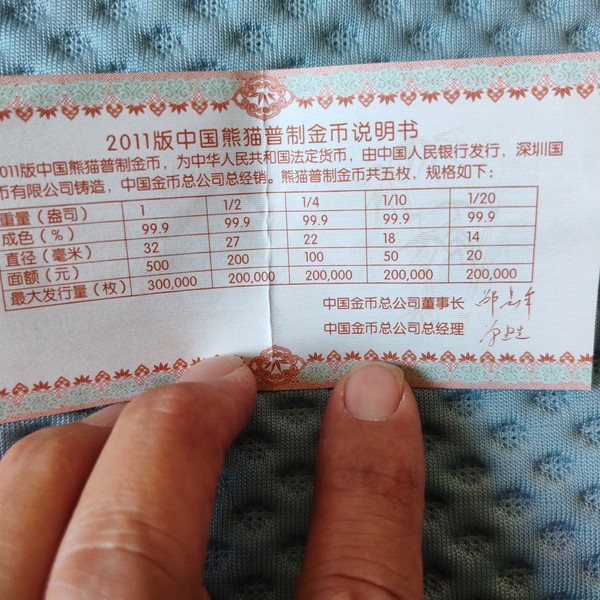 2011版中国熊猫普制金币说明书
011版中国熊猫普制金币，为中华人民共和国法定货币，由中国人民银行发行，深圳国
币有限公司铸造，中国金币总公司总经销。熊猫普制金币共五枚，规格如下：
重量（盎司） 1 1/2 1/4 1/10 1/20
成色（%） 99.9 99.9 99.9 99.9 99.9
直径（毫米） 32 27 22 18 14
面额（元） 500 200 100 50 20
最大发行量（枚） 300,000 200,000 200,000 200,000 200,000
中国金币总公司董事长
中国金币总公司总经理